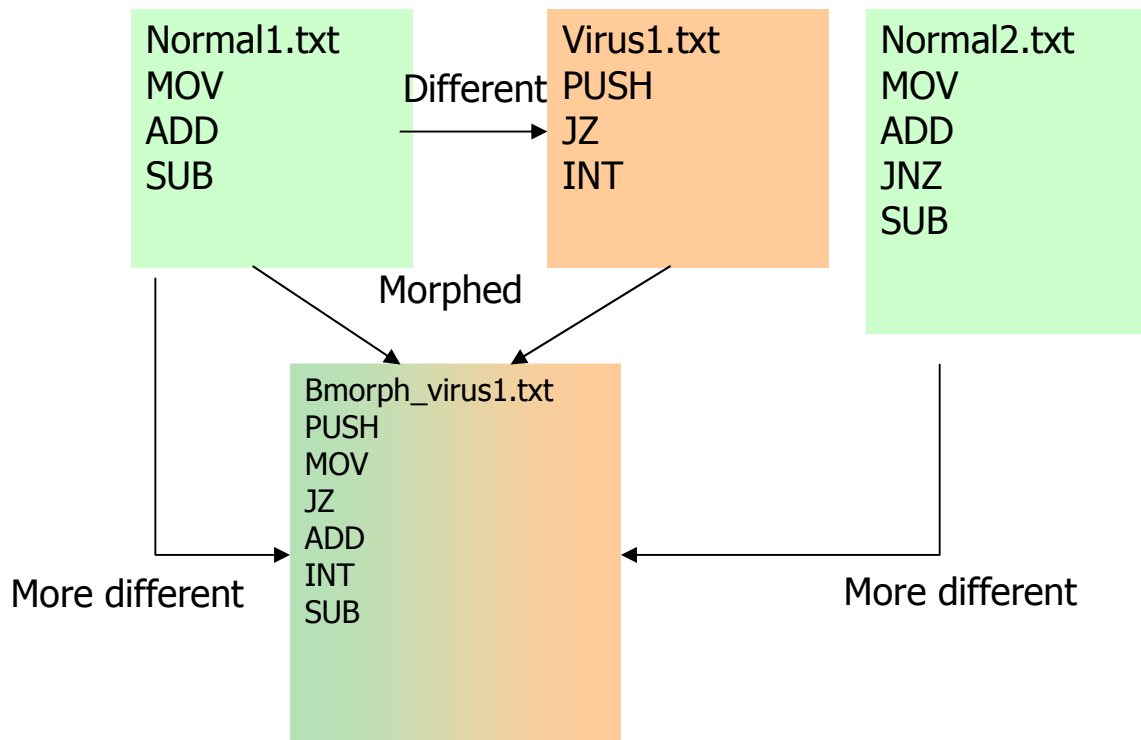 Normal1.txt
MOV
ADD
SUB
Different
Virus1.txt
PUSH
JZ
INT
Normal2.txt
MOV
ADD
JNZ
SUB
Morphed
Bmorph_virus1.txt
PUSH
MOV
JZ
ADD
INT
SUB
More different
More different